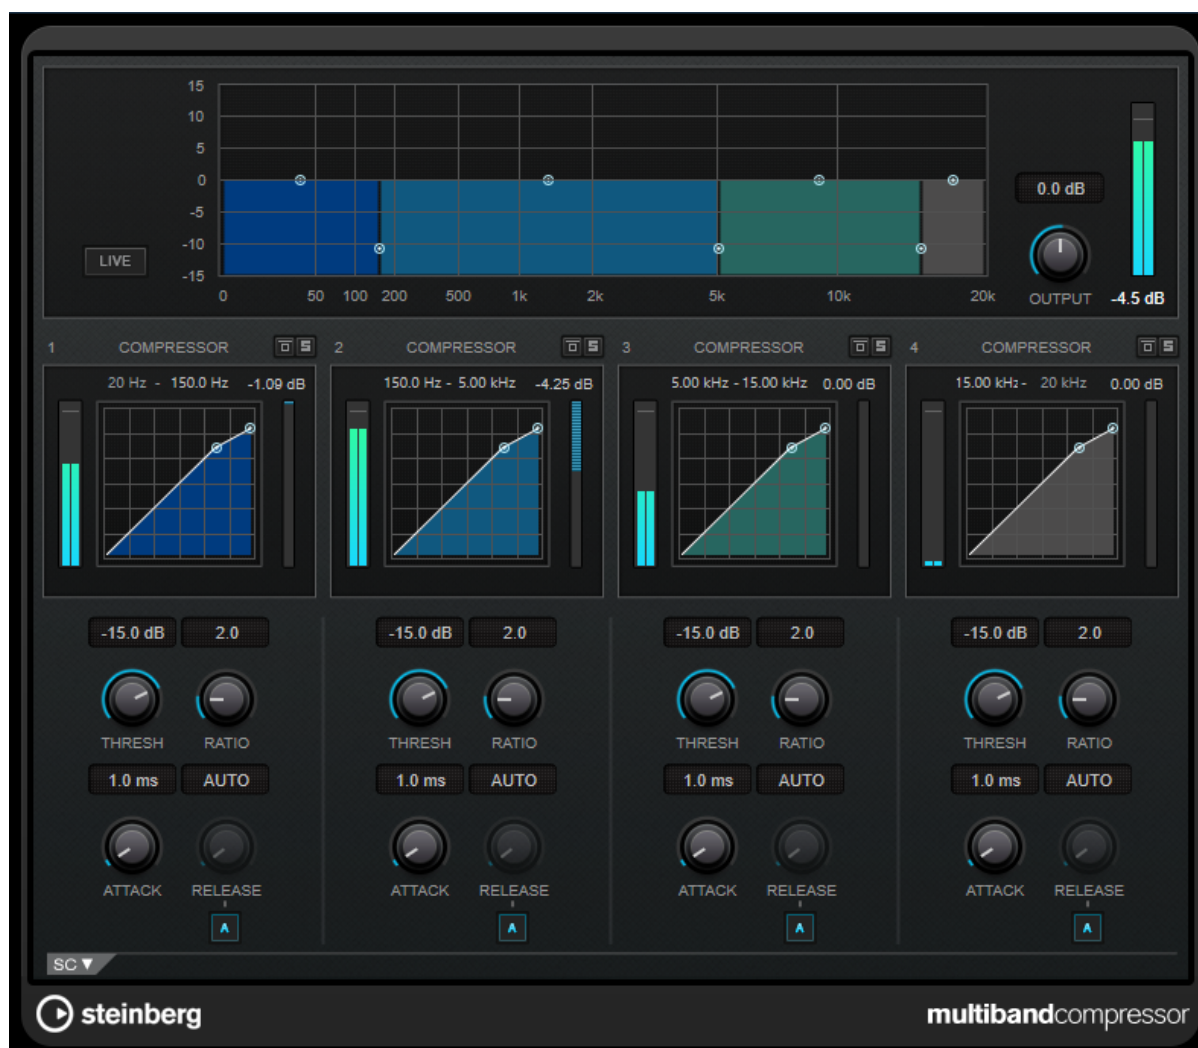 15
10
5
0
-5
-10
-15
LIVE
0 50 100 200 500 1k 2k 5k 10k 20k
0.0 dB
OUTPUT -4.5 dB
1 COMPRESSOR S 2 COMPRESSOR S 3 COMPRESSOR S 4 COMPRESSOR S
20 Hz - 150.0 Hz -1.09 dB 150.0 Hz - 5.00 kHz -4.25 dB 5.00 kHz - 15.00 kHz 0.00 dB 15.00 kHz - 20 kHz 0.00 dB
-15.0 dB 2.0 -15.0 dB 2.0 -15.0 dB 2.0 -15.0 dB 2.0
THRESH RATIO THRESH RATIO THRESH RATIO THRESH RATIO
1.0 ms AUTO 1.0 ms AUTO 1.0 ms AUTO 1.0 ms AUTO
ATTACK RELEASE ATTACK RELEASE ATTACK RELEASE ATTACK RELEASE
A A A A
SC▼
steinberg multibandcompressor